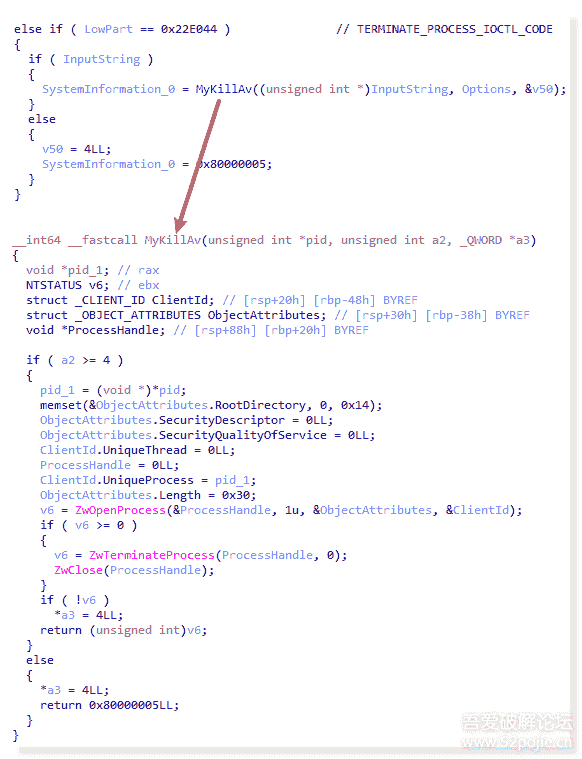 else if ( LowPart == 0x22E044 )              // TERMINATE_PROCESS_IOCTL_CODE
{
  if ( InputString )
  {
    SystemInformation_0 = MyKillAv((unsigned int *)InputString, Options, &v50);
  }
  else
  {
    v50 = 4LL;
    SystemInformation_0 = 0x80000005;
  }
}
__int64 __fastcall MyKillAv(unsigned int *pid, unsigned int a2, _QWORD *a3)
{
  void *pid_1; // rax
  NTSTATUS v6; // ebx
  struct _CLIENT_ID ClientId; // [rsp+20h] [rbp-48h] BYREF
  struct _OBJECT_ATTRIBUTES ObjectAttributes; // [rsp+30h] [rbp-38h] BYREF
  void *ProcessHandle; // [rsp+88h] [rbp+20h] BYREF
  if ( a2 >= 4 )
  {
    pid_1 = (void *)*pid;
    memset(&ObjectAttributes.RootDirectory, 0, 0x14);
    ObjectAttributes.SecurityDescriptor = 0LL;
    ObjectAttributes.SecurityQualityOfService = 0LL;
    ClientId.UniqueThread = 0LL;
    ProcessHandle = 0LL;
    ClientId.UniqueProcess = pid_1;
    ObjectAttributes.Length = 0x30;
    v6 = ZwOpenProcess(&ProcessHandle, 1u, &ObjectAttributes, &ClientId);
    if ( v6 >= 0 )
    {
      v6 = ZwTerminateProcess(ProcessHandle, 0);
      ZwClose(ProcessHandle);
    }
    if ( !v6 )
      *a3 = 4LL;
    return (unsigned int)v6;
  }
  else
  {
    *a3 = 4LL;
    return 0x80000005LL;
  }
}
吾爱破解论坛
www.52pojie.cn